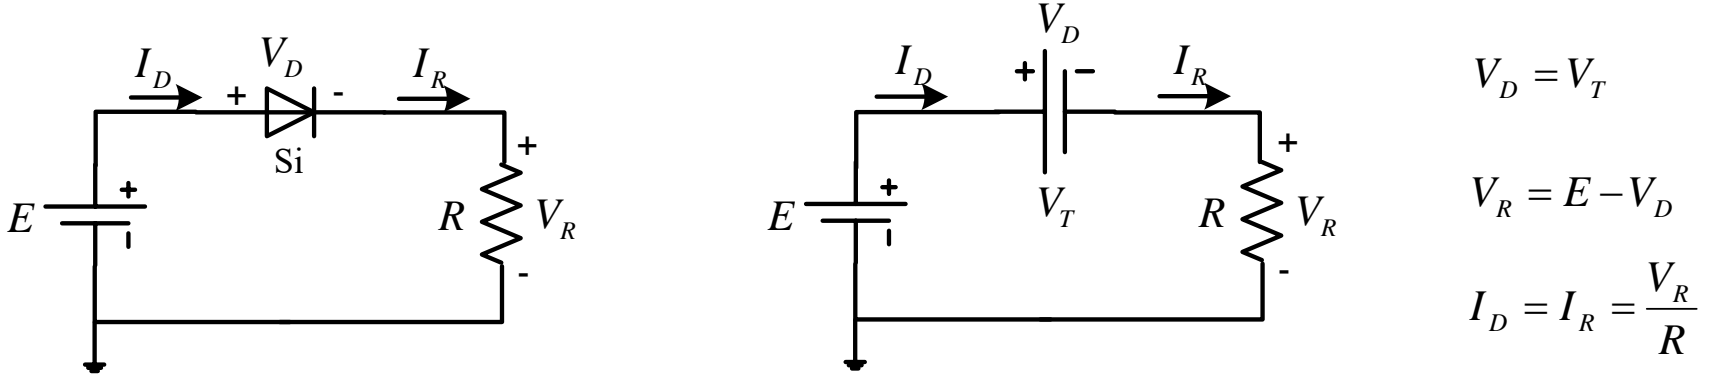 I_D
V_D
I_R
+
-
Si
+
E
+
-
R
V_R
-
V_D
I_D
+
-
I_R
V_T
+
E
+
-
R
V_R
-
V_D = V_T
V_R = E - V_D
I_D = I_R = V_R / R